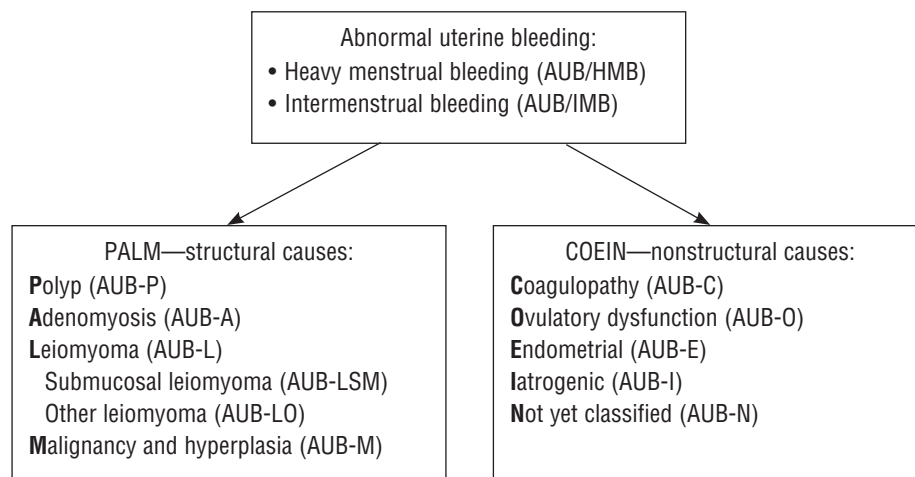 Abnormal uterine bleeding:
• Heavy menstrual bleeding (AUB/HMB)
• Intermenstrual bleeding (AUB/IMB)
PALM—structural causes:
Polyp (AUB-P)
Adenomyosis (AUB-A)
Leiomyoma (AUB-L)
Submucosal leiomyoma (AUB-LSM)
Other leiomyoma (AUB-LO)
Malignancy and hyperplasia (AUB-M)
COEIN—nonstructural causes:
Coagulopathy (AUB-C)
Ovulatory dysfunction (AUB-O)
Endometrial (AUB-E)
Iatrogenic (AUB-I)
Not yet classified (AUB-N)